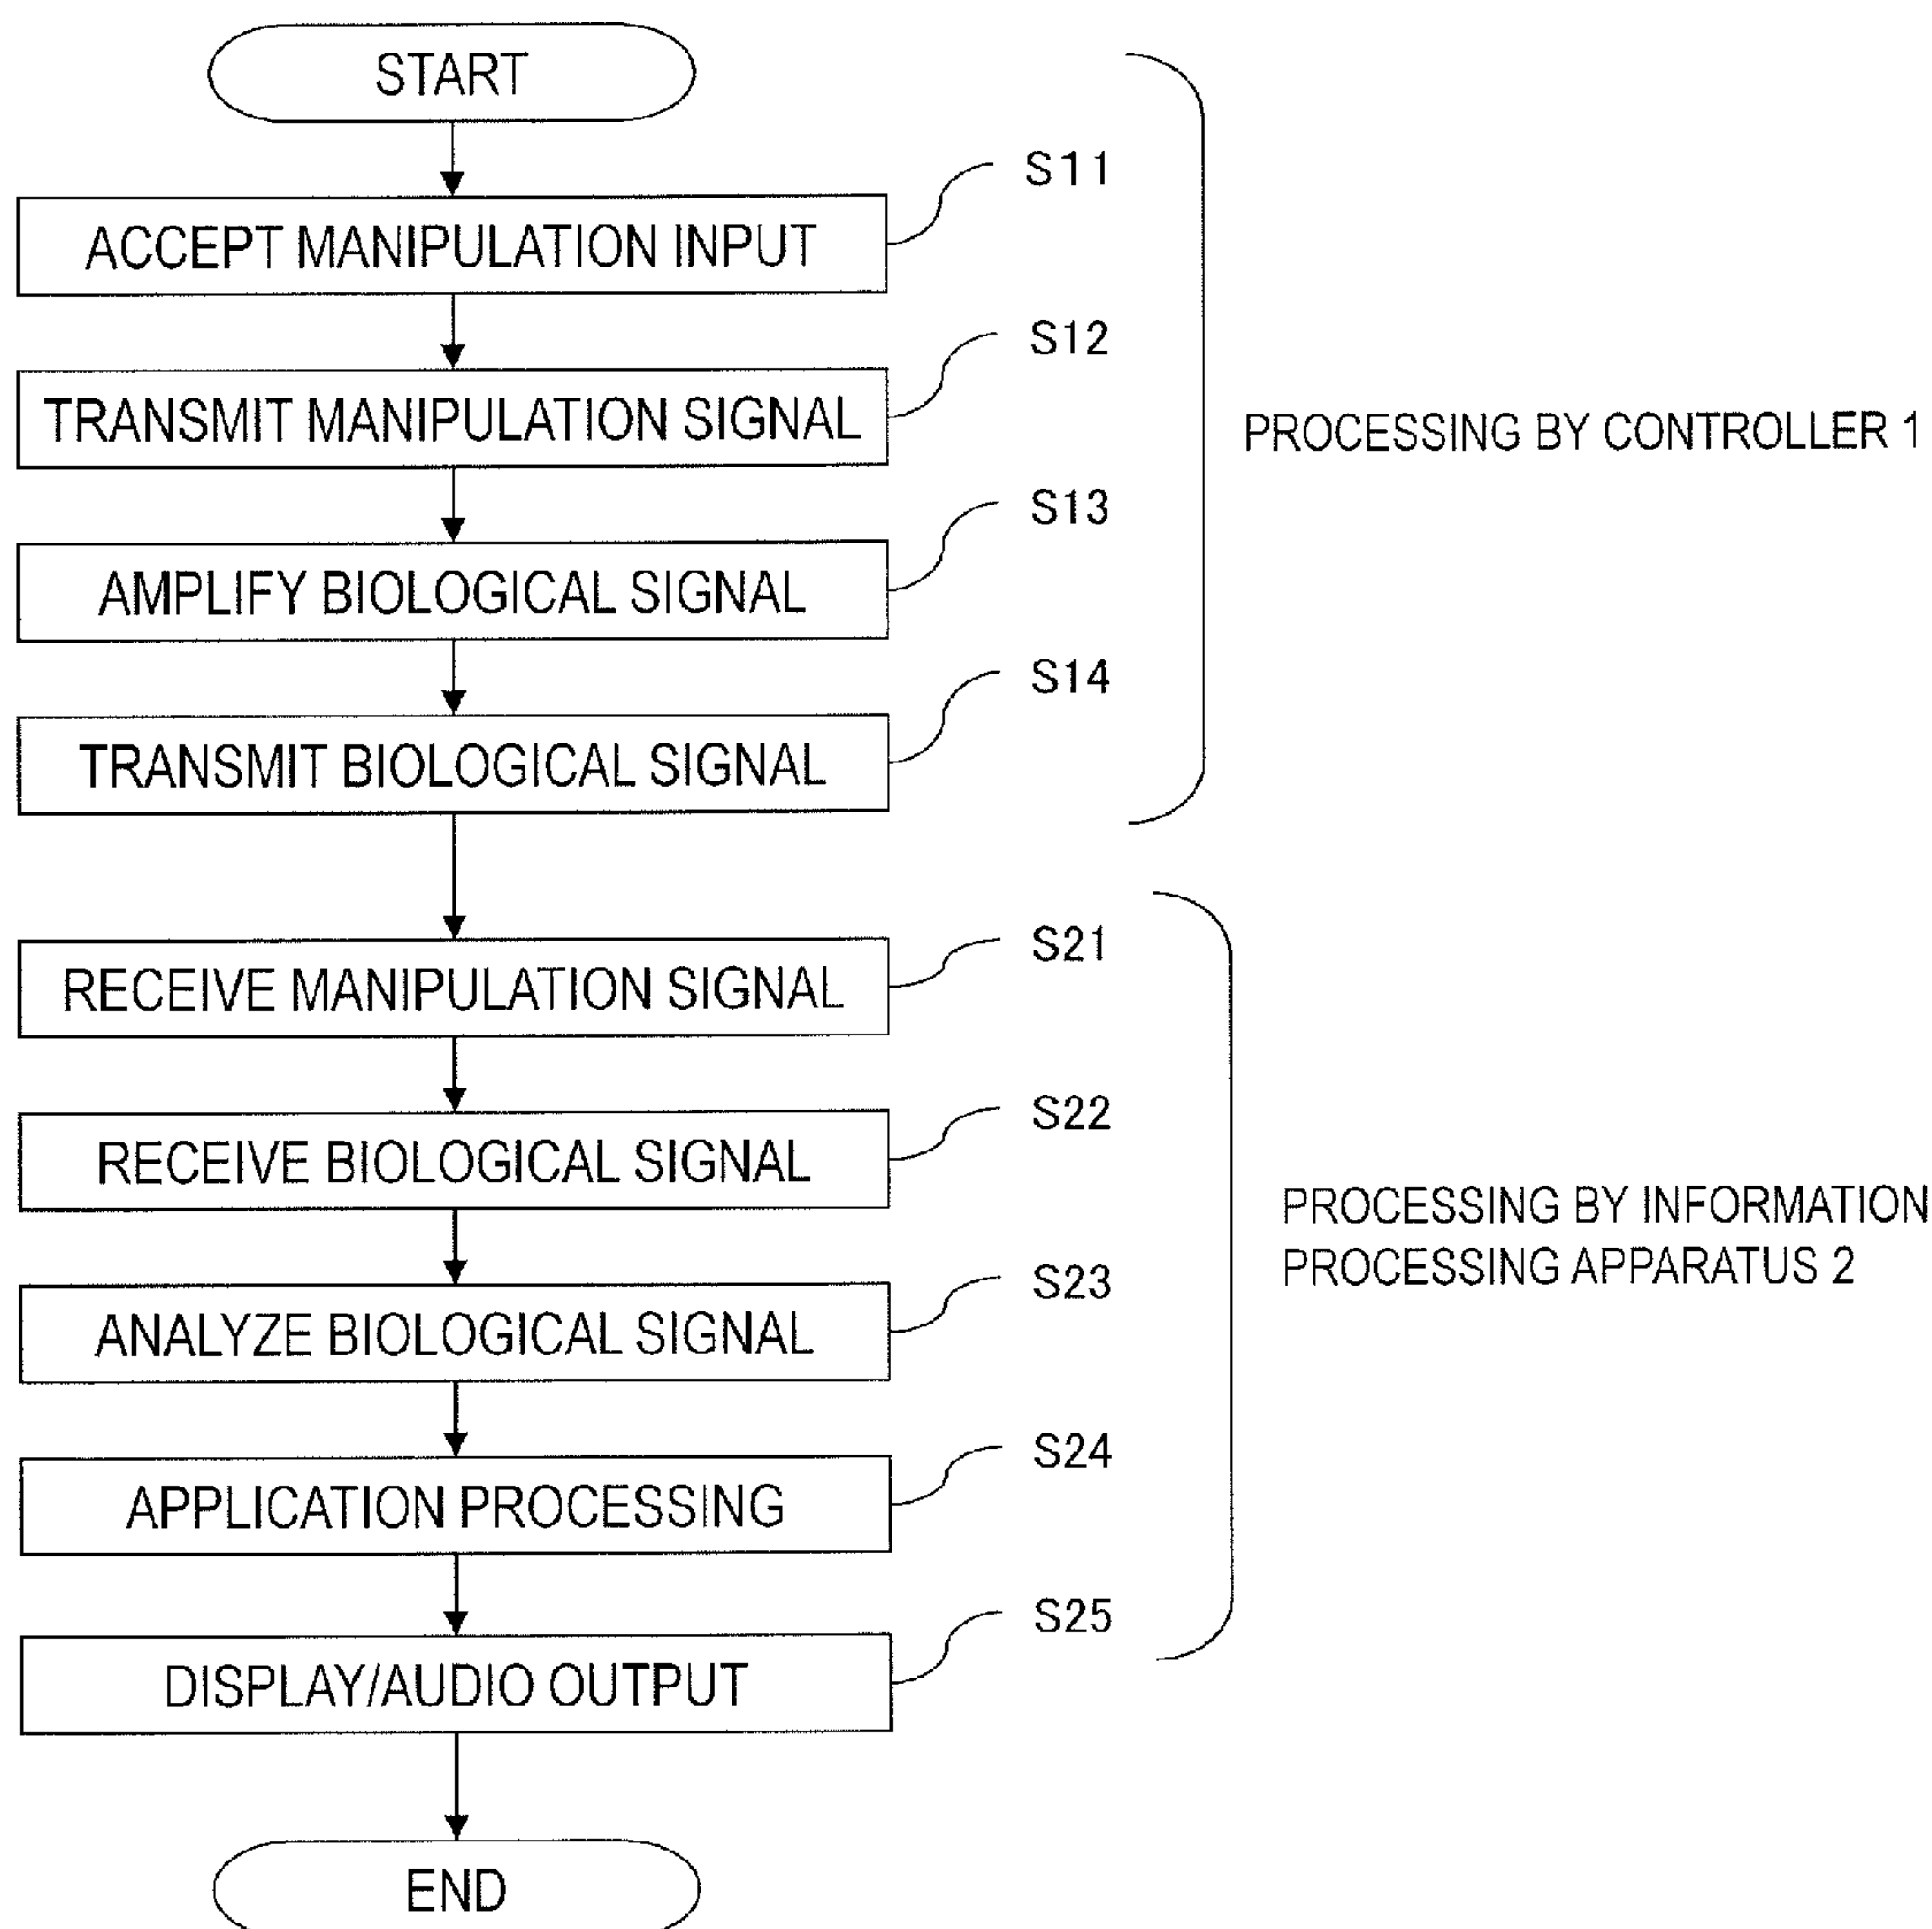 START
S11
ACCEPT MANIPULATION INPUT
S12
TRANSMIT MANIPULATION SIGNAL
PROCESSING BY CONTROLLER 1
S13
AMPLIFY BIOLOGICAL SIGNAL
S14
TRANSMIT BIOLOGICAL SIGNAL
S21
RECEIVE MANIPULATION SIGNAL
S22
RECEIVE BIOLOGICAL SIGNAL
PROCESSING BY INFORMATION
PROCESSING APPARATUS 2
S23
ANALYZE BIOLOGICAL SIGNAL
S24
APPLICATION PROCESSING
S25
DISPLAY/AUDIO OUTPUT
END